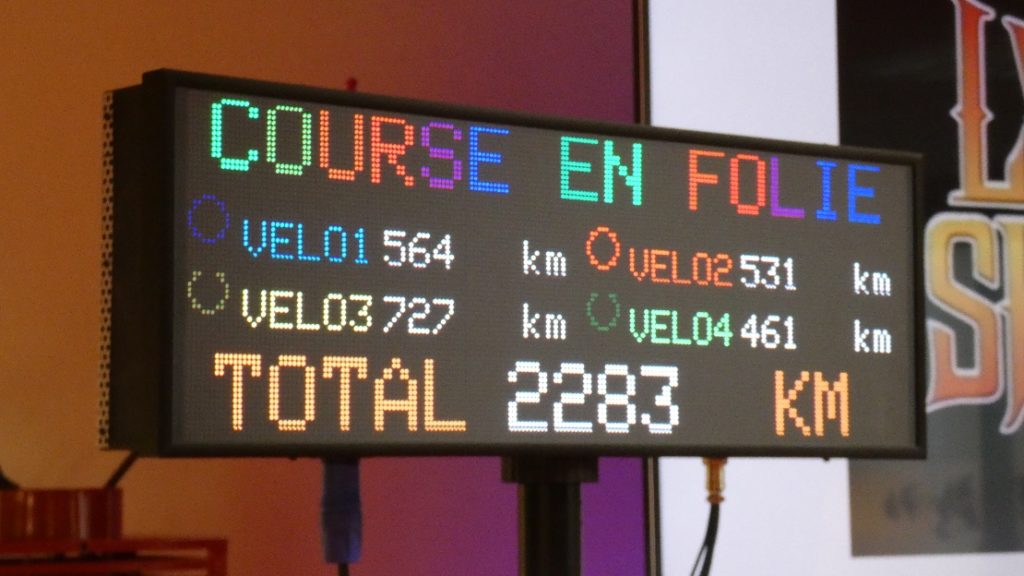 COURSE EN FOLIE
VELO1 564 km VELO2 531 km
VELO3 727 km VELO4 461 km
TOTAL 2283 KM